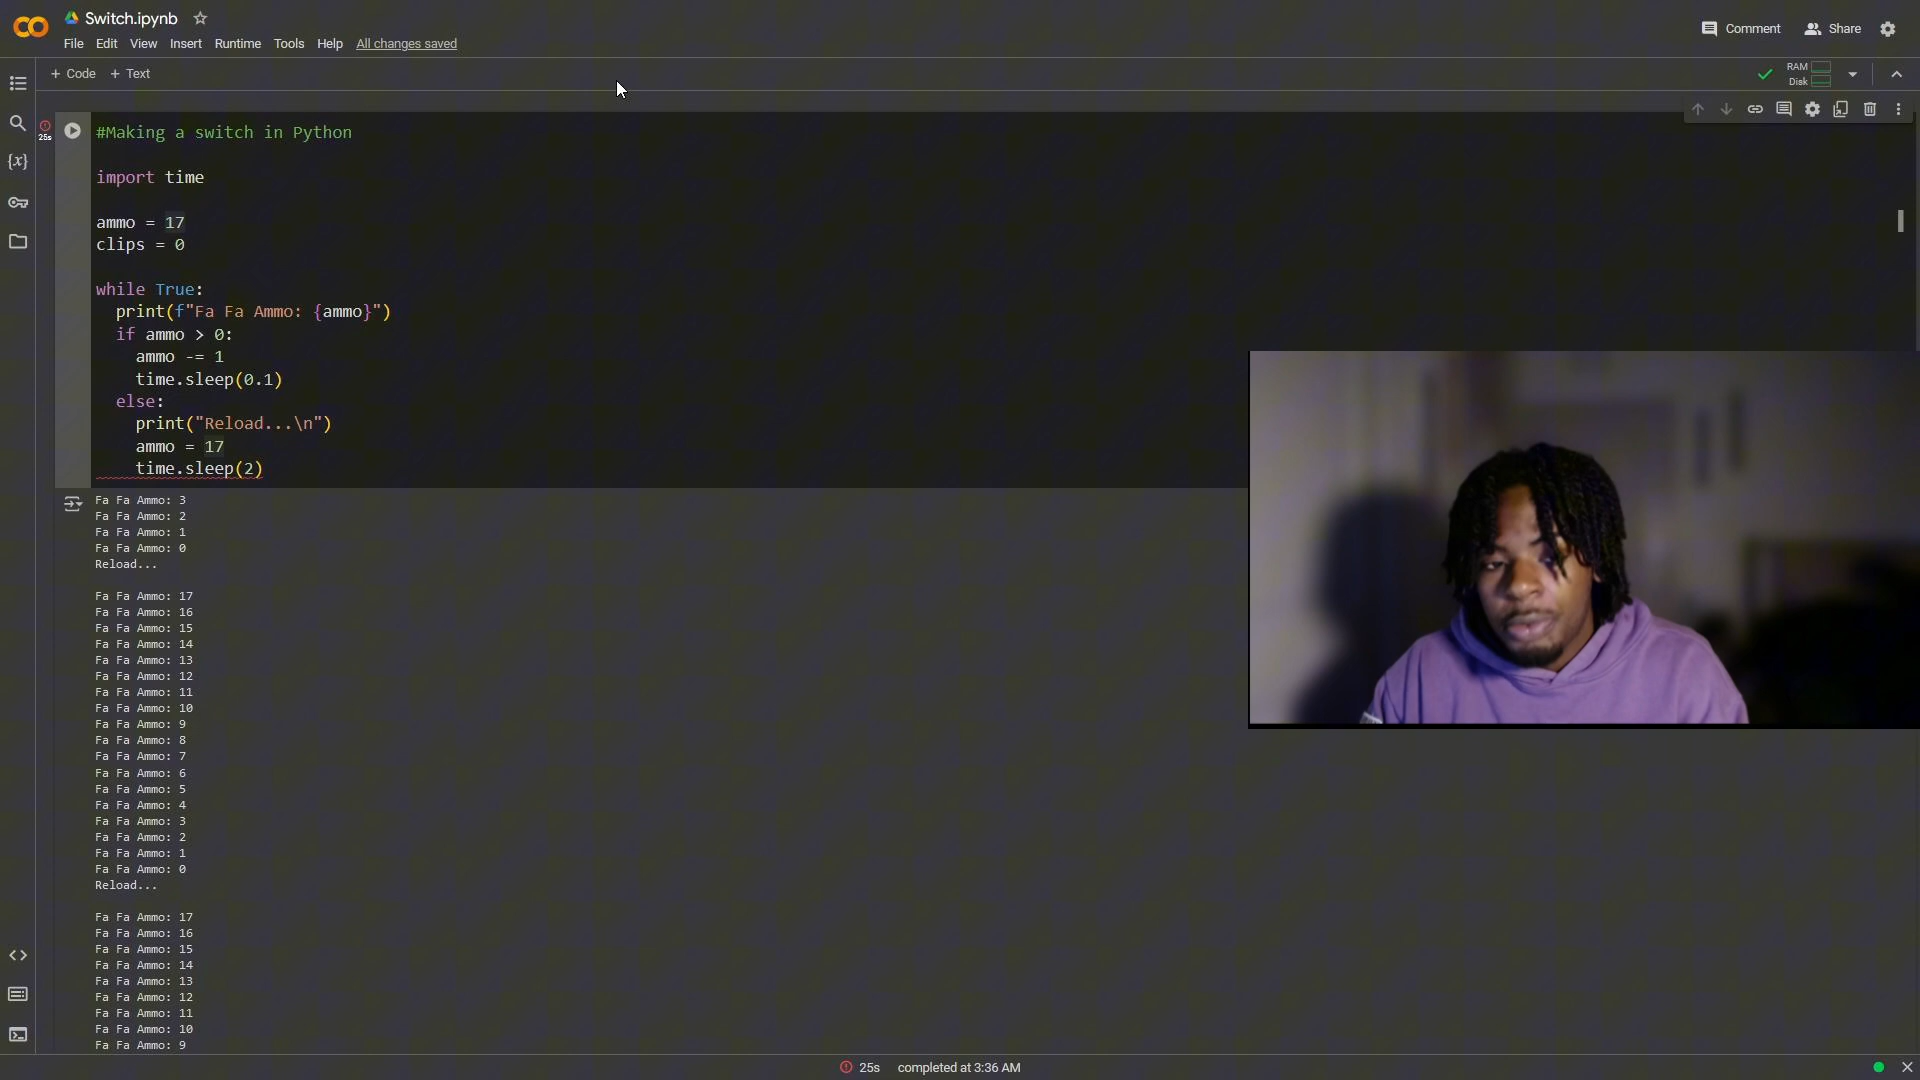 Switch.ipynb
File Edit View Insert Runtime Tools Help All changes saved
Comment Share
+ Code + Text
RAM
Disk
25s
#Making a switch in Python
{x}
import time
ammo = 17
clips = 0
while True:
print(f"Fa Fa Ammo: {ammo}")
if ammo > 0:
ammo -= 1
time.sleep(0.1)
else:
print("Reload...\n")
ammo = 17
time.sleep(2)
Fa Fa Ammo: 3
Fa Fa Ammo: 2
Fa Fa Ammo: 1
Fa Fa Ammo: 0
Reload...
Fa Fa Ammo: 17
Fa Fa Ammo: 16
Fa Fa Ammo: 15
Fa Fa Ammo: 14
Fa Fa Ammo: 13
Fa Fa Ammo: 12
Fa Fa Ammo: 11
Fa Fa Ammo: 10
Fa Fa Ammo: 9
Fa Fa Ammo: 8
Fa Fa Ammo: 7
Fa Fa Ammo: 6
Fa Fa Ammo: 5
Fa Fa Ammo: 4
Fa Fa Ammo: 3
Fa Fa Ammo: 2
Fa Fa Ammo: 1
Fa Fa Ammo: 0
Reload...
Fa Fa Ammo: 17
Fa Fa Ammo: 16
Fa Fa Ammo: 15
Fa Fa Ammo: 14
Fa Fa Ammo: 13
Fa Fa Ammo: 12
Fa Fa Ammo: 11
Fa Fa Ammo: 10
Fa Fa Ammo: 9
25s completed at 3:36 AM